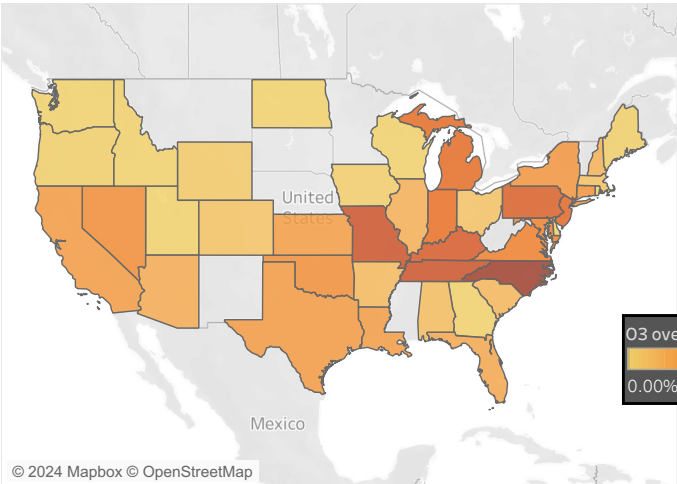 United
States
O3 ove
0.00%
Mexico
© 2024 Mapbox © OpenStreetMap